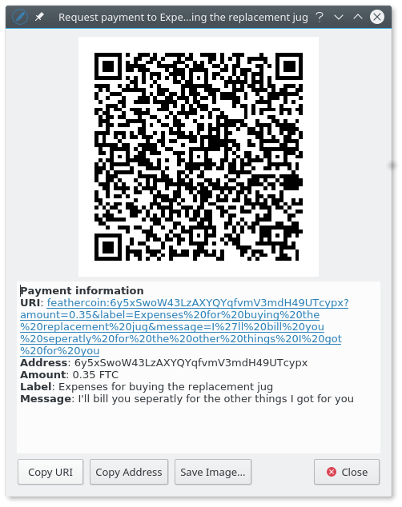 Request payment to Expe...ing the replacement jug
Payment information
URI: feathercoin:6y5xSwoW43LzAXYQYqfvmV3mdH49UTcypx?
amount=0.35&label=Expenses%20for%20buying%20the
%20replacement%20jug&message=I%27ll%20bill%20you
%20seperatly%20for%20the%20other%20things%20I%20got
%20for%20you
Address: 6y5xSwoW43LzAXYQYqfvmV3mdH49UTcypx
Amount: 0.35 FTC
Label: Expenses for buying the replacement jug
Message: I'll bill you seperatly for the other things I got for you
Copy URI Copy Address Save Image... Close